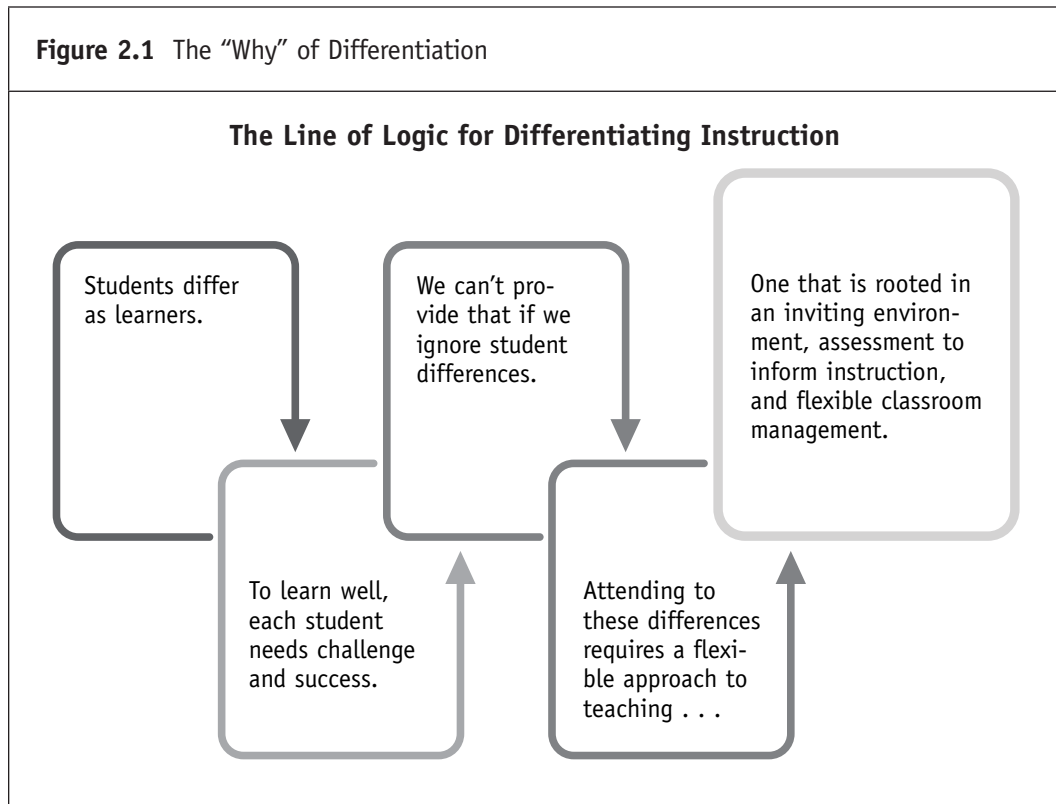 Figure 2.1 The “Why” of Differentiation
The Line of Logic for Differentiating Instruction
Students differ
as learners.
To learn well,
each student
needs challenge
and success.
We can’t pro-
vide that if we
ignore student
differences.
Attending to
these differences
requires a flexi-
ble approach to
teaching . . .
One that is rooted in
an inviting environ-
ment, assessment to
inform instruction,
and flexible classroom
management.